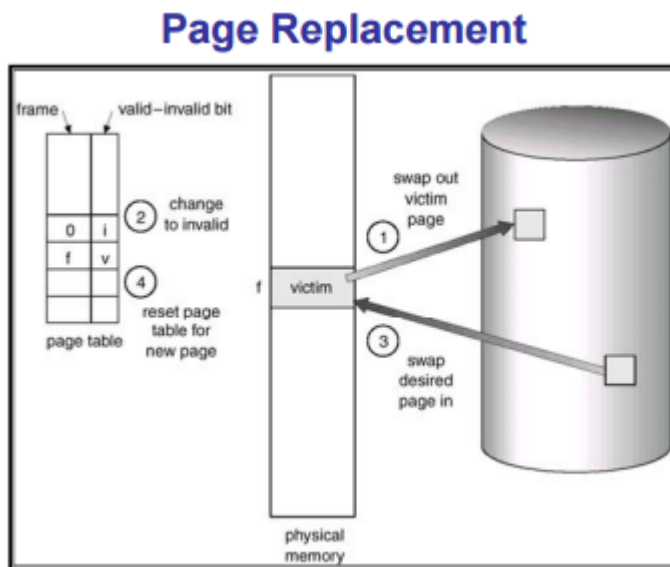 Page Replacement
frame
valid–invalid bit
0 i
f v
page table
2
change
to invalid
4
reset page
table for
new page
f
victim
physical
memory
swap out
victim
page
1
3
swap
desired
page in